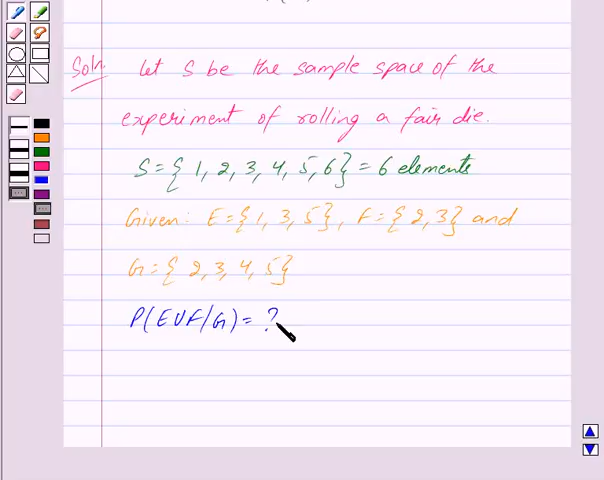 Soln. Let S be the sample space of the
experiment of rolling a fair die.
S={1, 2, 3, 4, 5, 6} = 6 elements
Given: E={1, 3, 5}, F={2, 3} and
G={2, 3, 4, 5}
P(E∪F/G)= ?